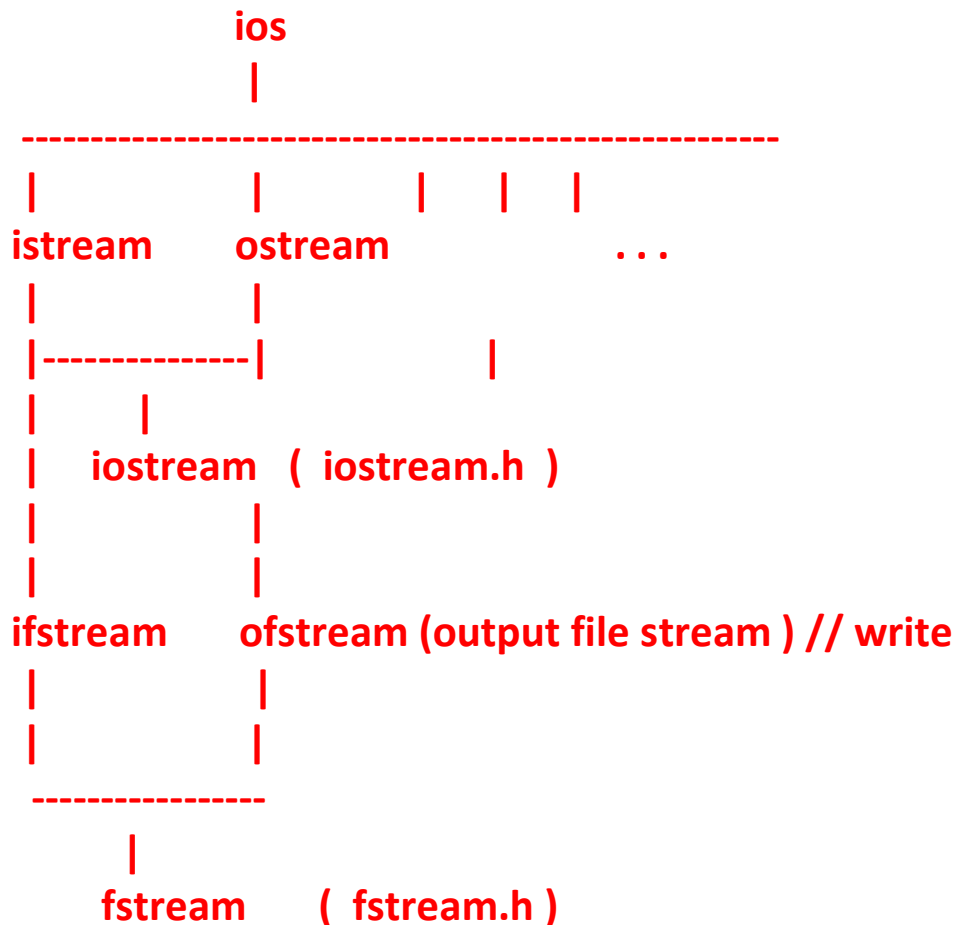 ios
|
-------------------------------------------------------
| | | | |
istream ostream . . .
| |
|---------------| |
| |
| iostream ( iostream.h )
| |
| |
ifstream ofstream (output file stream ) // write
| |
| |
-----------------
|
fstream ( fstream.h )